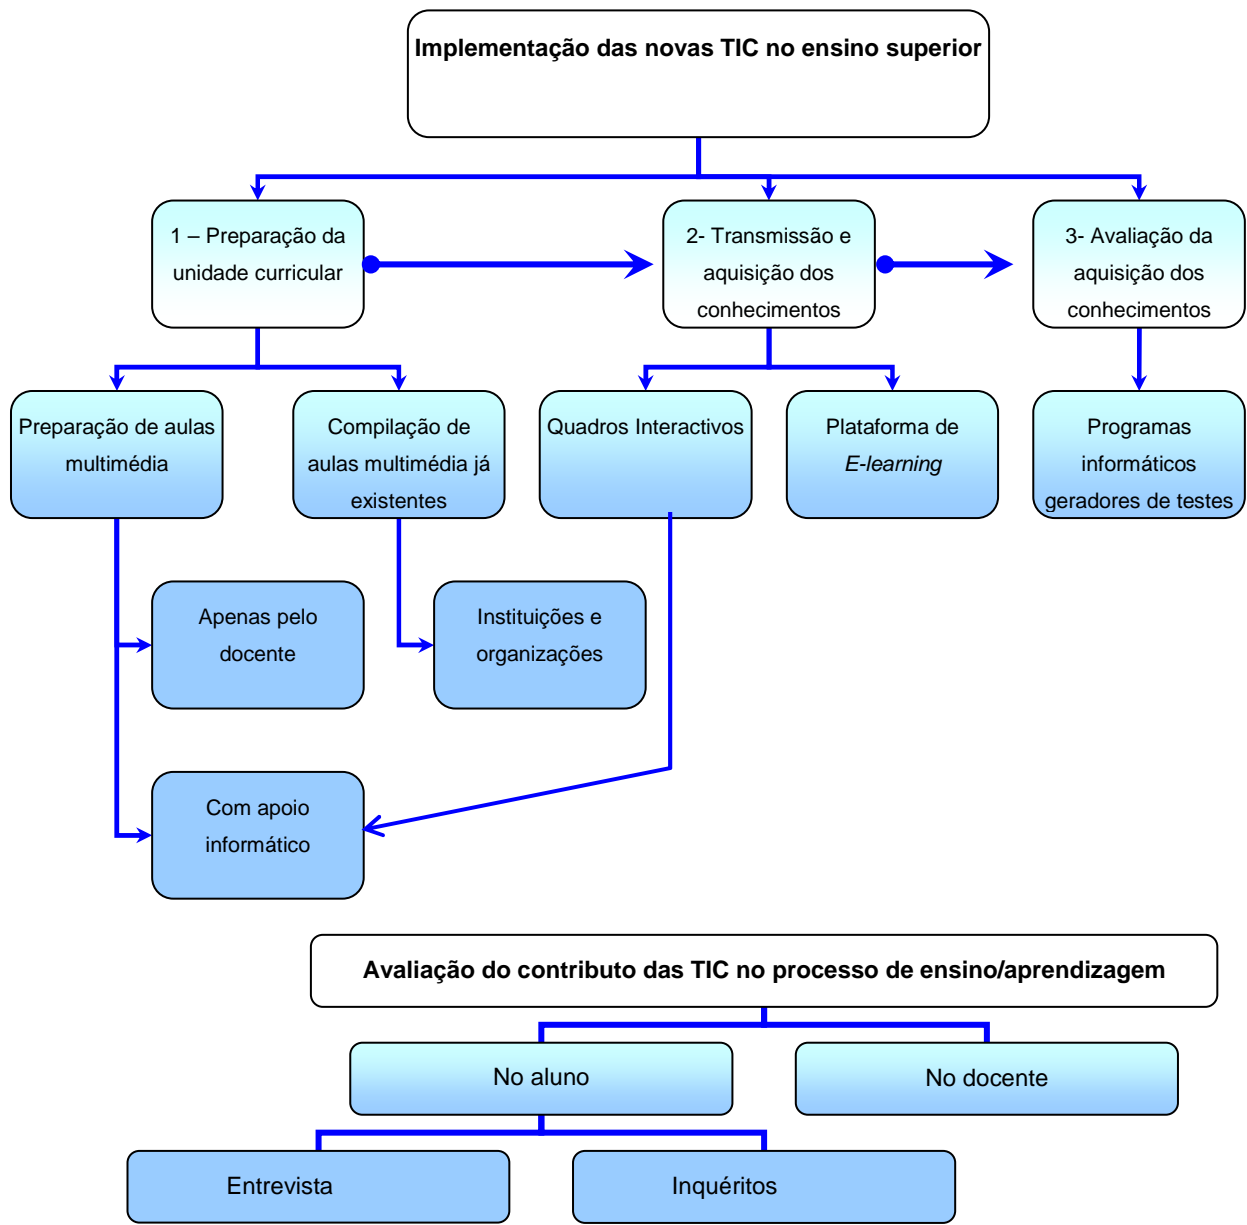 Implementação das novas TIC no ensino superior
1 – Preparação da
unidade curricular
2- Transmissão e
aquisição dos
conhecimentos
3- Avaliação da
aquisição dos
conhecimentos
Preparação de aulas
multimédia
Compilação de
aulas multimédia já
existentes
Quadros Interactivos
Plataforma de
E-learning
Programas
informáticos
geradores de testes
Apenas pelo
docente
Instituições e
organizações
Com apoio
informático
Avaliação do contributo das TIC no processo de ensino/aprendizagem
No aluno
No docente
Entrevista
Inquéritos